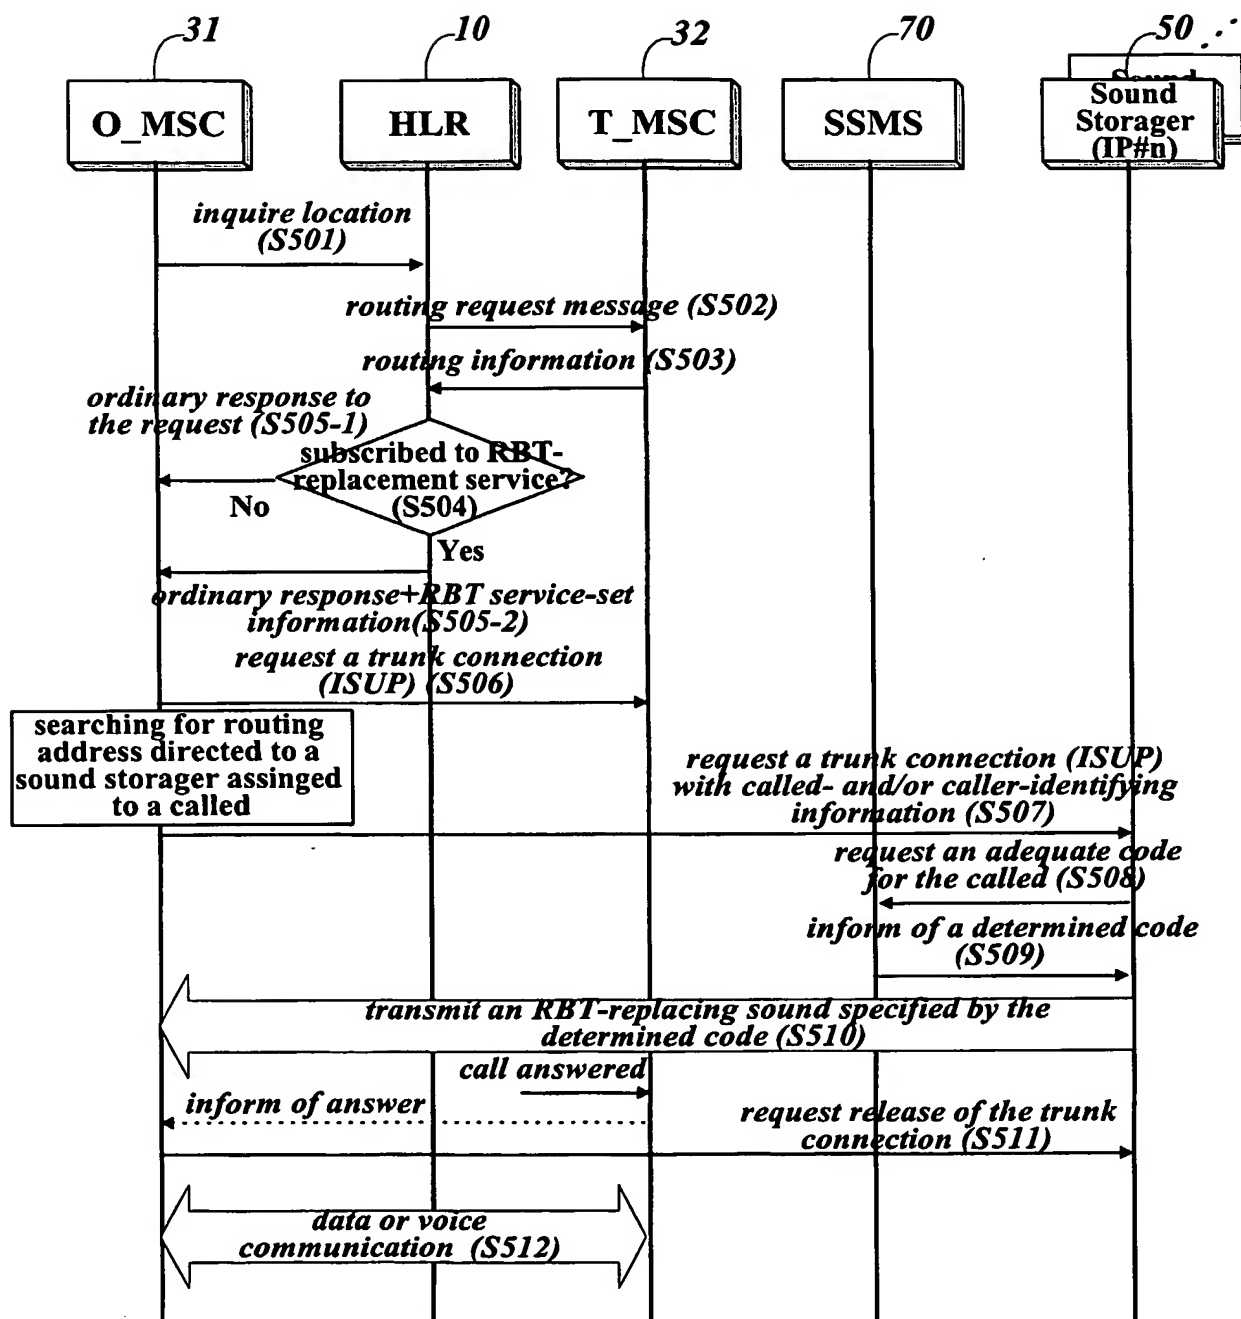 31
10
32
70
50
O_MSC
HLR
T_MSC
SSMS
Sound
Sound
Storager
(IP#n)
inquire location
(S501)
routing request message (S502)
routing information (S503)
ordinary response to
the request (S505-1)
subscribed to RBT-
replacement service?
(S504)
No
Yes
ordinary response+RBT service-set
information(S505-2)
request a trunk connection
(ISUP) (S506)
searching for routing
address directed to a
sound storager assinged
to a called
request a trunk connection (ISUP)
with called- and/or caller-identifying
information (S507)
request an adequate code
for the called (S508)
inform of a determined code
(S509)
transmit an RBT-replacing sound specified by the
determined code (S510)
call answered
inform of answer
request release of the trunk
connection (S511)
data or voice
communication (S512)